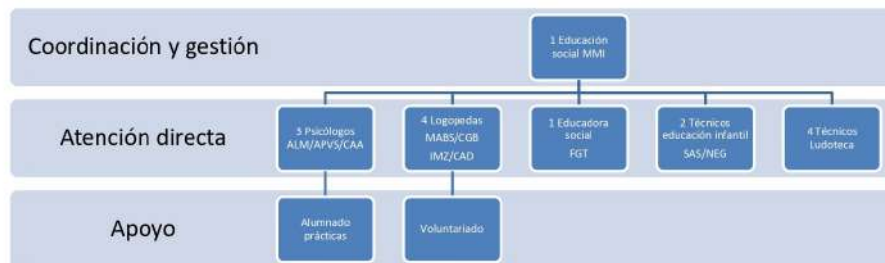 Coordinación y gestión
1 Educación
social MMI
Atención directa
3 Psicólogos
ALM/APVS/CAA
4 Logopedas
MABS/CGB
IMZ/CAD
1 Educadora
social
FGT
2 Técnicos
educación infantil
SAS/NEG
4 Técnicos
Ludoteca
Apoyo
Alumnado
prácticas
Voluntariado